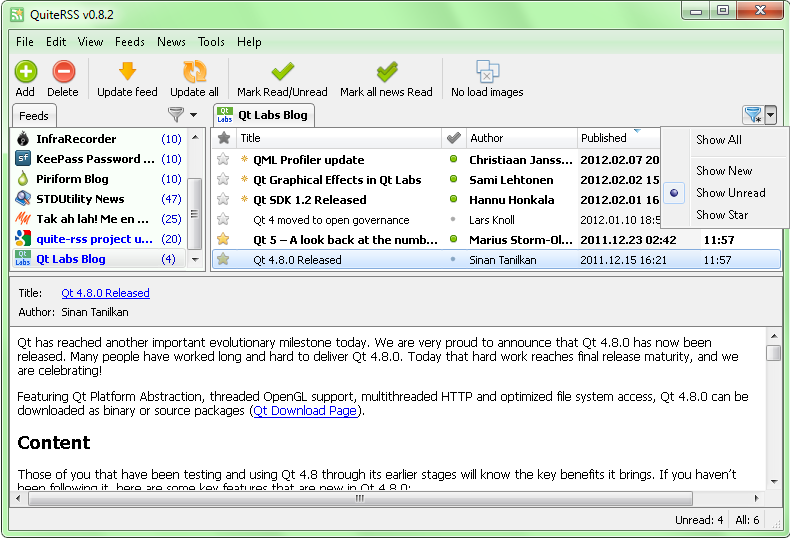 QuiteRSS v0.8.2
File Edit View Feeds News Tools Help
Add Delete Update feed Update all Mark Read/Unread Mark all news Read No load images
Feeds
Qt Labs Qt Labs Blog
Title Author Published
Show All
Show New
Show Unread
Show Star
InfraRecorder (10)
sf KeePass Password ... (10)
Piriform Blog (10)
STDUtility News (47)
Tak ah lah! Me en ... (25)
quite-rss project u... (20)
Qt Labs Qt Labs Blog (4)
QML Profiler update Christiaan Janss... 2012.02.07 20
Qt Graphical Effects in Qt Labs Sami Lehtonen 2012.02.02 16
Qt SDK 1.2 Released Hannu Honkala 2012.02.01 16
Qt 4 moved to open governance Lars Knoll 2012.01.10 18:5
Qt 5 – A look back at the numb... Marius Storm-Ol... 2011.12.23 02:42 11:57
Qt 4.8.0 Released Sinan Tanilkan 2011.12.15 16:21 11:57
Title: Qt 4.8.0 Released
Author: Sinan Tanilkan
Qt has reached another important evolutionary milestone today. We are very proud to announce that Qt 4.8.0 has now been
released. Many people have worked long and hard to deliver Qt 4.8.0. Today that hard work reaches final release maturity, and we
are celebrating!
Featuring Qt Platform Abstraction, threaded OpenGL support, multithreaded HTTP and optimized file system access, Qt 4.8.0 can be
downloaded as binary or source packages (Qt Download Page).
Content
Those of you that have been testing and using Qt 4.8 through its earlier stages will know the key benefits it brings. If you haven't
been following it, here are some key features that are new in Qt 4.8.0:
Unread: 4 All: 6